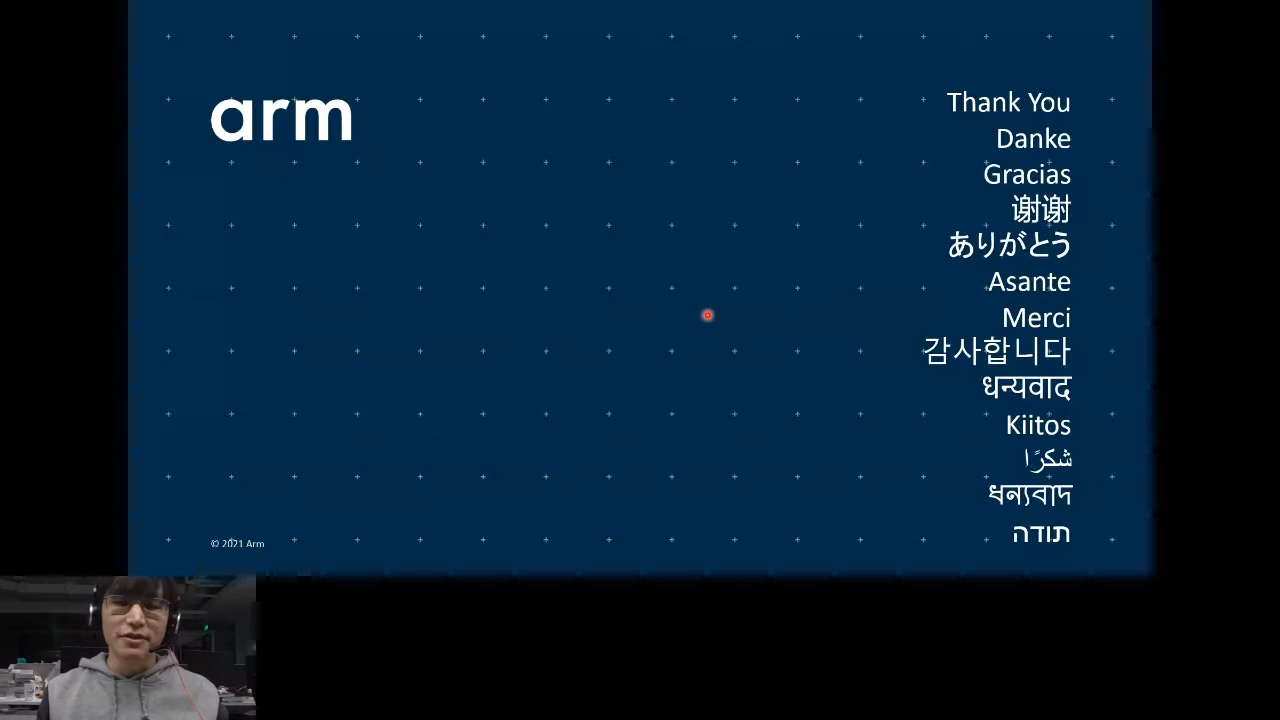 arm
Thank You
Danke
Gracias
谢谢
ありがとう
Asante
Merci
감사합니다
धन्यवाद
Kiitos
شكرًا
ধন্যবাদ
תודה
© 2021 Arm